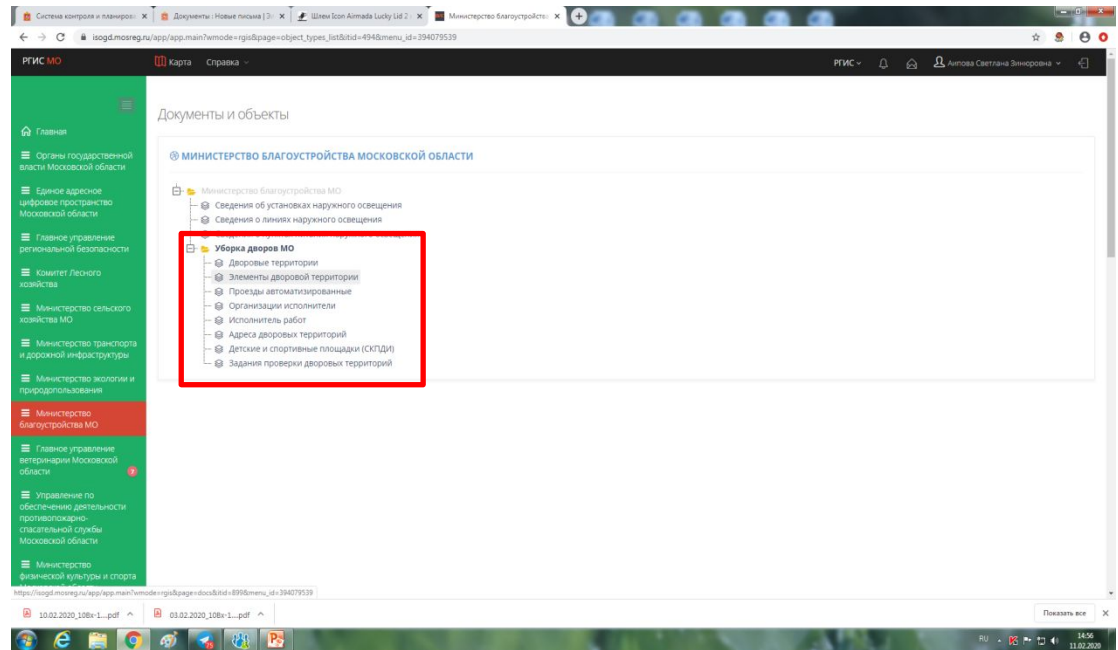 Система контроля и планиров
Документы : Новые письма | Э
Шлем Icon Airmada Lucky Lid 2
Министерство благоустройств
isogd.mosreg.ru/app/app.main?wmode=rgis&page=object_types_list&itid=494&menu_id=394079539
РГИС МО
Карта
Справка
РГИС
Аипова Светлана Зинюровна
Документы и объекты
МИНИСТЕРСТВО БЛАГОУСТРОЙСТВА МОСКОВСКОЙ ОБЛАСТИ
Министерство благоустройства МО
Сведения об установках наружного освещения
Сведения о линиях наружного освещения
Уборка дворов МО
Дворовые территории
Элементы дворовой территории
Проезды автоматизированные
Организации исполнители
Исполнитель работ
Адреса дворовых территорий
Детские и спортивные площадки (СКПДИ)
Задания проверки дворовых территорий
Главная
Органы государственной
власти Московской области
Единое адресное
цифровое пространство
Московской области
Главное управление
региональной безопасности
Комитет Лесного
хозяйства
Министерство сельского
хозяйства МО
Министерство транспорта
и дорожной инфраструктуры
Министерство экологии и
природопользования
Министерство
благоустройства МО
Главное управление
ветеринарии Московской
области
Управление по
обеспечению деятельности
противопожарно-
спасательной службы
Московской области
Министерство
физической культуры и спорта
https://isogd.mosreg.ru/app/app.main?wmode=rgis&page=docs&itid=899&menu_id=394079539
10.02.2020_10Вх-1....pdf
03.02.2020_10Вх-1....pdf
Показать все
RU
14:56
11.02.2020